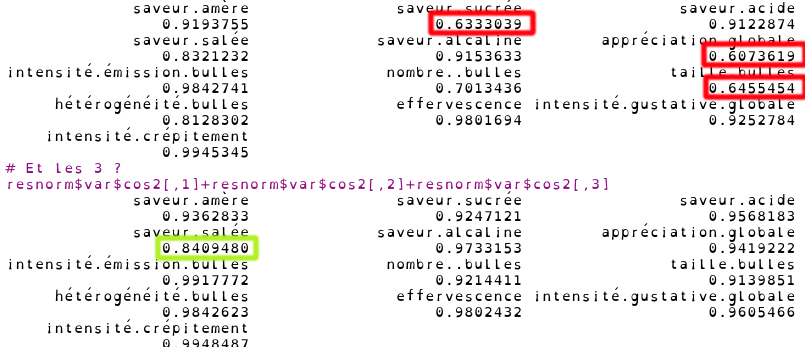 saveur.amère saveur.sucrée saveur.acide
0.9193755 0.6333039 0.9122874
saveur.salée saveur.alcaline appréciation.globale
0.8321232 0.9153633 0.6073619
intensité.émission.bulles nombre..bulles taille.bulles
0.9842741 0.7013436 0.6455454
hétérogénéité.bulles effervescence intensité.gustative.globale
0.8128302 0.9801694 0.9252784
intensité.crépitement
0.9945345
# Et les 3 ?
resnorm$var$cos2[,1]+resnorm$var$cos2[,2]+resnorm$var$cos2[,3]
saveur.amère saveur.sucrée saveur.acide
0.9362833 0.9247121 0.9568183
saveur.salée saveur.alcaline appréciation.globale
0.8409480 0.9733153 0.9419222
intensité.émission.bulles nombre..bulles taille.bulles
0.9917772 0.9214411 0.9139851
hétérogénéité.bulles effervescence intensité.gustative.globale
0.9842623 0.9802432 0.9605466
intensité.crépitement
0.9948487